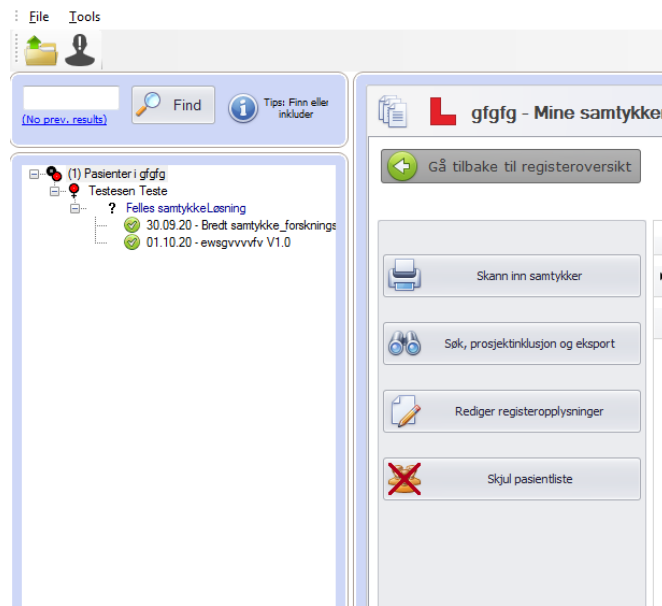 File Tools
Find
Tips: Finn eller
inkluder
(No prev. results)
gfgfg - Mine samtykker
Gå tilbake til registeroversikt
(1) Pasienter i gfgfg
Testesen Teste
? Felles samtykkeLøsning
30.09.20 - Bredt samtykke_forsknings
01.10.20 - ewsgvvvvfv V1.0
Skann inn samtykker
Søk, prosjektinklusjon og eksport
Rediger registeropplysninger
Skjul pasientliste